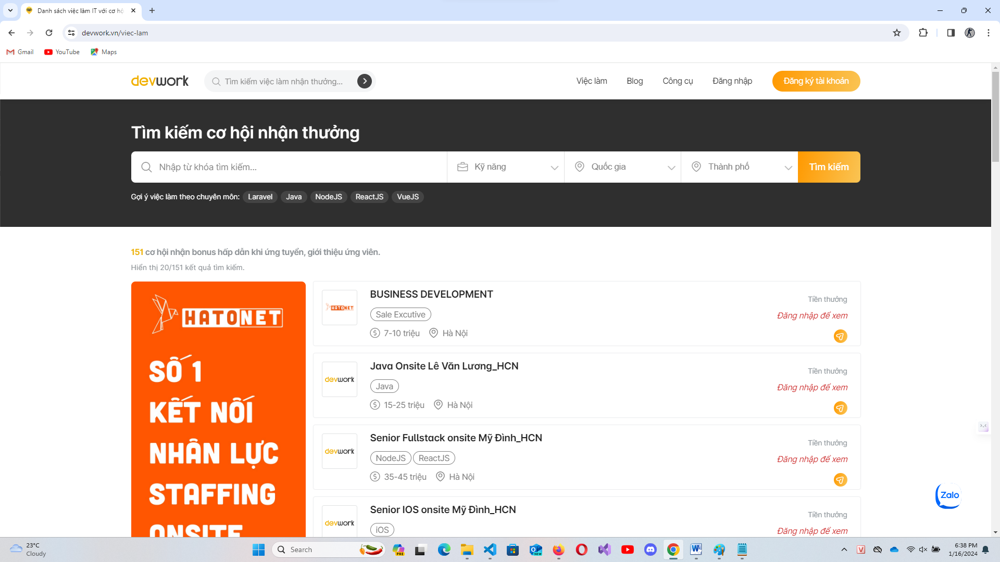 Danh sách việc làm IT với cơ hộ
devwork.vn/viec-lam
Gmail
YouTube
Maps
devwork
Tìm kiếm việc làm nhận thưởng...
Việc làm
Blog
Công cụ
Đăng nhập
Đăng ký tài khoản
Tìm kiếm cơ hội nhận thưởng
Nhập từ khóa tìm kiếm...
Kỹ năng
Quốc gia
Thành phố
Tìm kiếm
Gợi ý việc làm theo chuyên môn: Laravel Java NodeJS ReactJS VueJS
151 cơ hội nhận bonus hấp dẫn khi ứng tuyển, giới thiệu ứng viên.
Hiển thị 20/151 kết quả tìm kiếm.
HATONET
SỐ 1
KẾT NỐI
NHÂN LỰC
STAFFING
ONSITE
HATONET
BUSINESS DEVELOPMENT
Sale Excutive
7-10 triệu Hà Nội
Tiền thưởng
Đăng nhập để xem
devwork
Java Onsite Lê Văn Lương_HCN
Java
15-25 triệu Hà Nội
Tiền thưởng
Đăng nhập để xem
devwork
Senior Fullstack onsite Mỹ Đình_HCN
NodeJS ReactJS
35-45 triệu Hà Nội
Tiền thưởng
Đăng nhập để xem
devwork
Senior IOS onsite Mỹ Đình_HCN
iOS
Tiền thưởng
Đăng nhập để xem
Zalo
23°C
Cloudy
Search
PRE
NEW
6:38 PM
1/16/2024